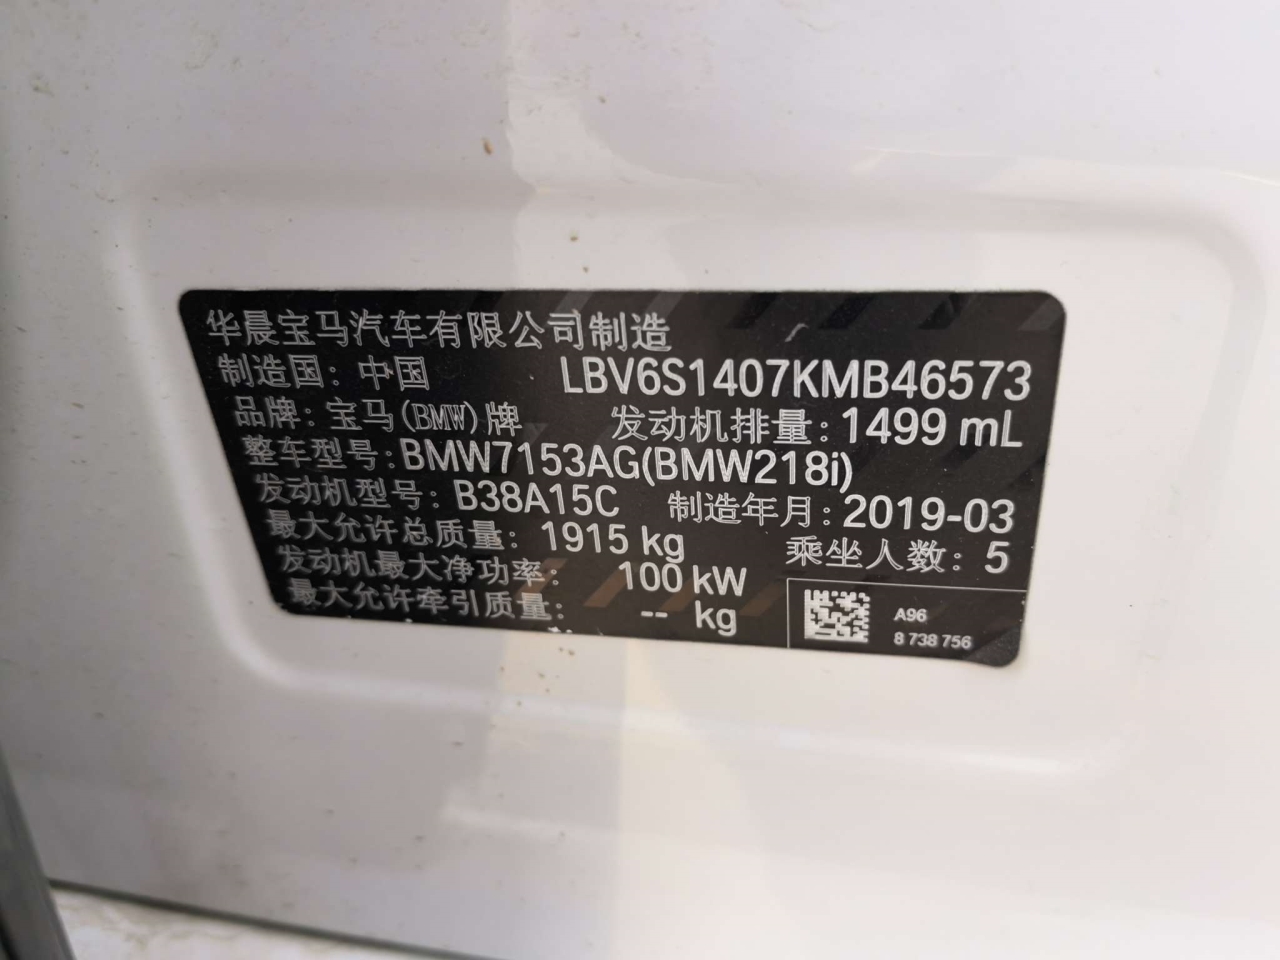 华晨宝马汽车有限公司制造
制造国：中国 LBV6S1407KMB46573
品牌：宝马(BMW)牌 发动机排量：1499 mL
整车型号：BMW7153AG(BMW218i)
发动机型号：B38A15C 制造年月：2019-03
最大允许总质量：1915 kg 乘坐人数：5
发动机最大净功率：100 kW
最大允许牵引质量：-- kg
A96
8 738 756